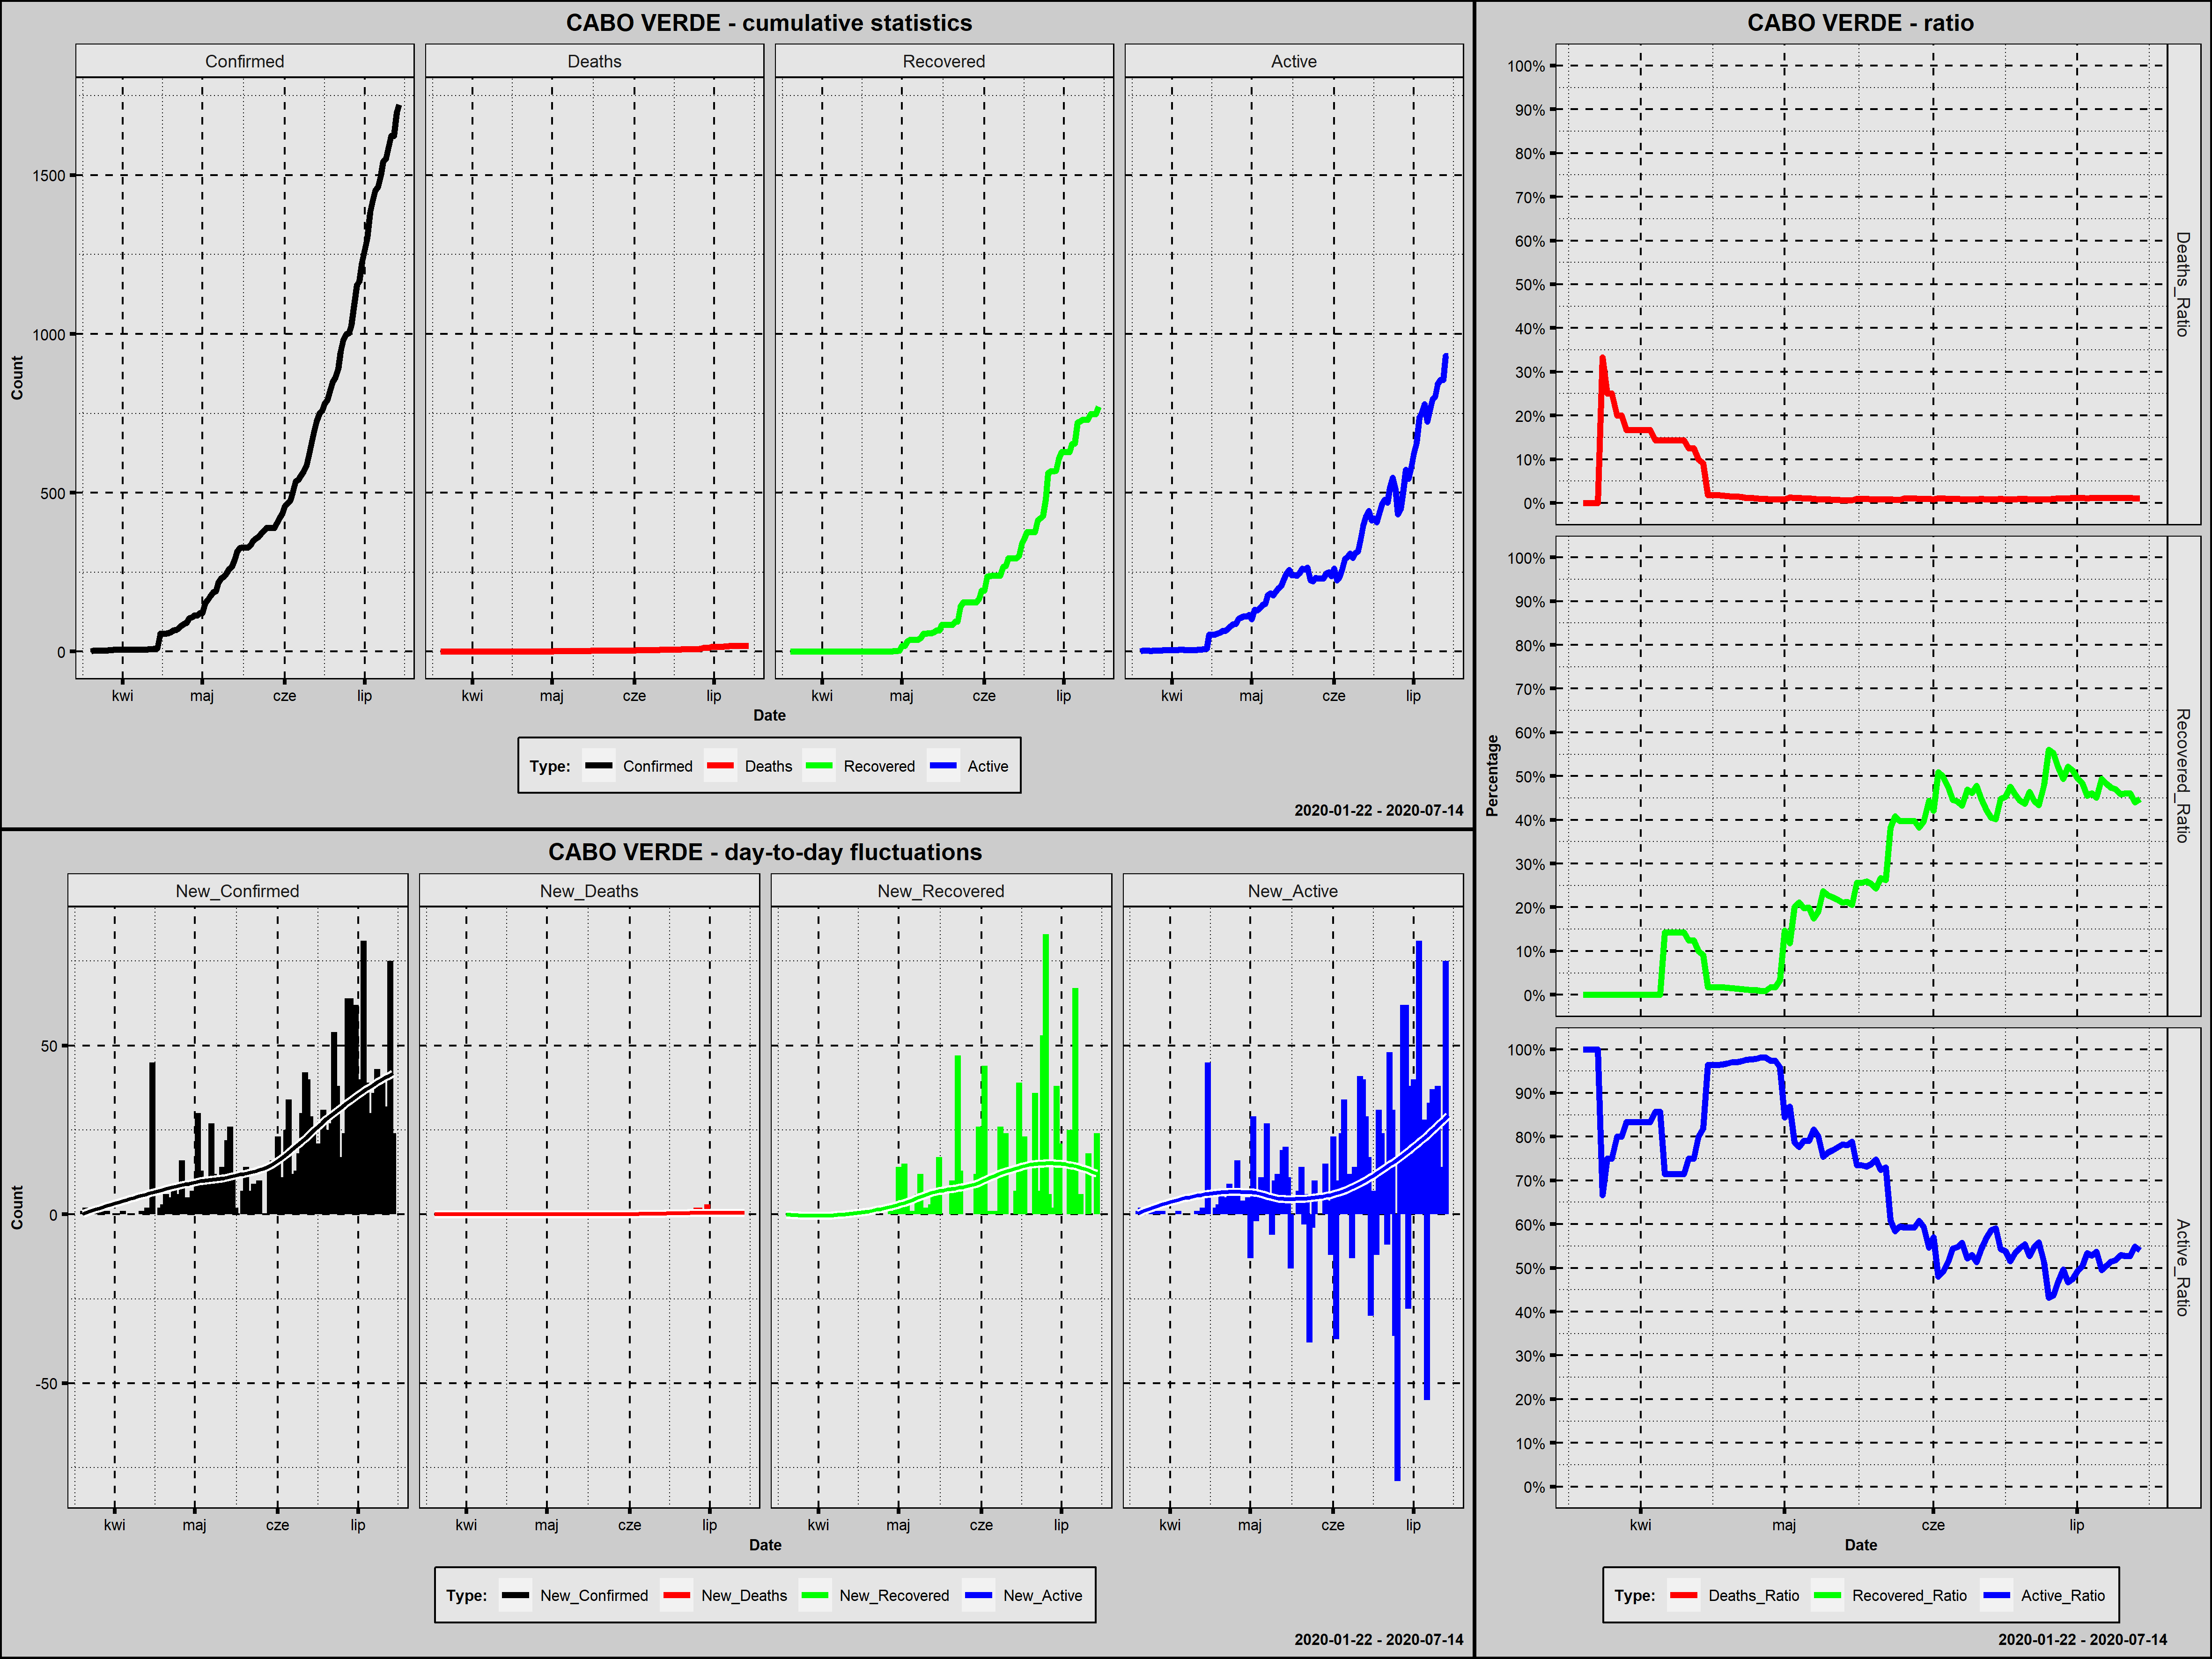 CABO VERDE - cumulative statistics
Confirmed Deaths Recovered Active
Count
1500
1000
500
0
kwi maj cze lip kwi maj cze lip kwi maj cze lip kwi maj cze lip
Date
Type: Confirmed Deaths Recovered Active
2020-01-22 - 2020-07-14
CABO VERDE - day-to-day fluctuations
New_Confirmed New_Deaths New_Recovered New_Active
Count
50
0
-50
kwi maj cze lip kwi maj cze lip kwi maj cze lip kwi maj cze lip
Date
Type: New_Confirmed New_Deaths New_Recovered New_Active
2020-01-22 - 2020-07-14
CABO VERDE - ratio
Percentage
100%
90%
80%
70%
60%
50%
40%
30%
20%
10%
0%
Deaths_Ratio
100%
90%
80%
70%
60%
50%
40%
30%
20%
10%
0%
Recovered_Ratio
100%
90%
80%
70%
60%
50%
40%
30%
20%
10%
0%
Active_Ratio
kwi maj cze lip
Date
Type: Deaths_Ratio Recovered_Ratio Active_Ratio
2020-01-22 - 2020-07-14